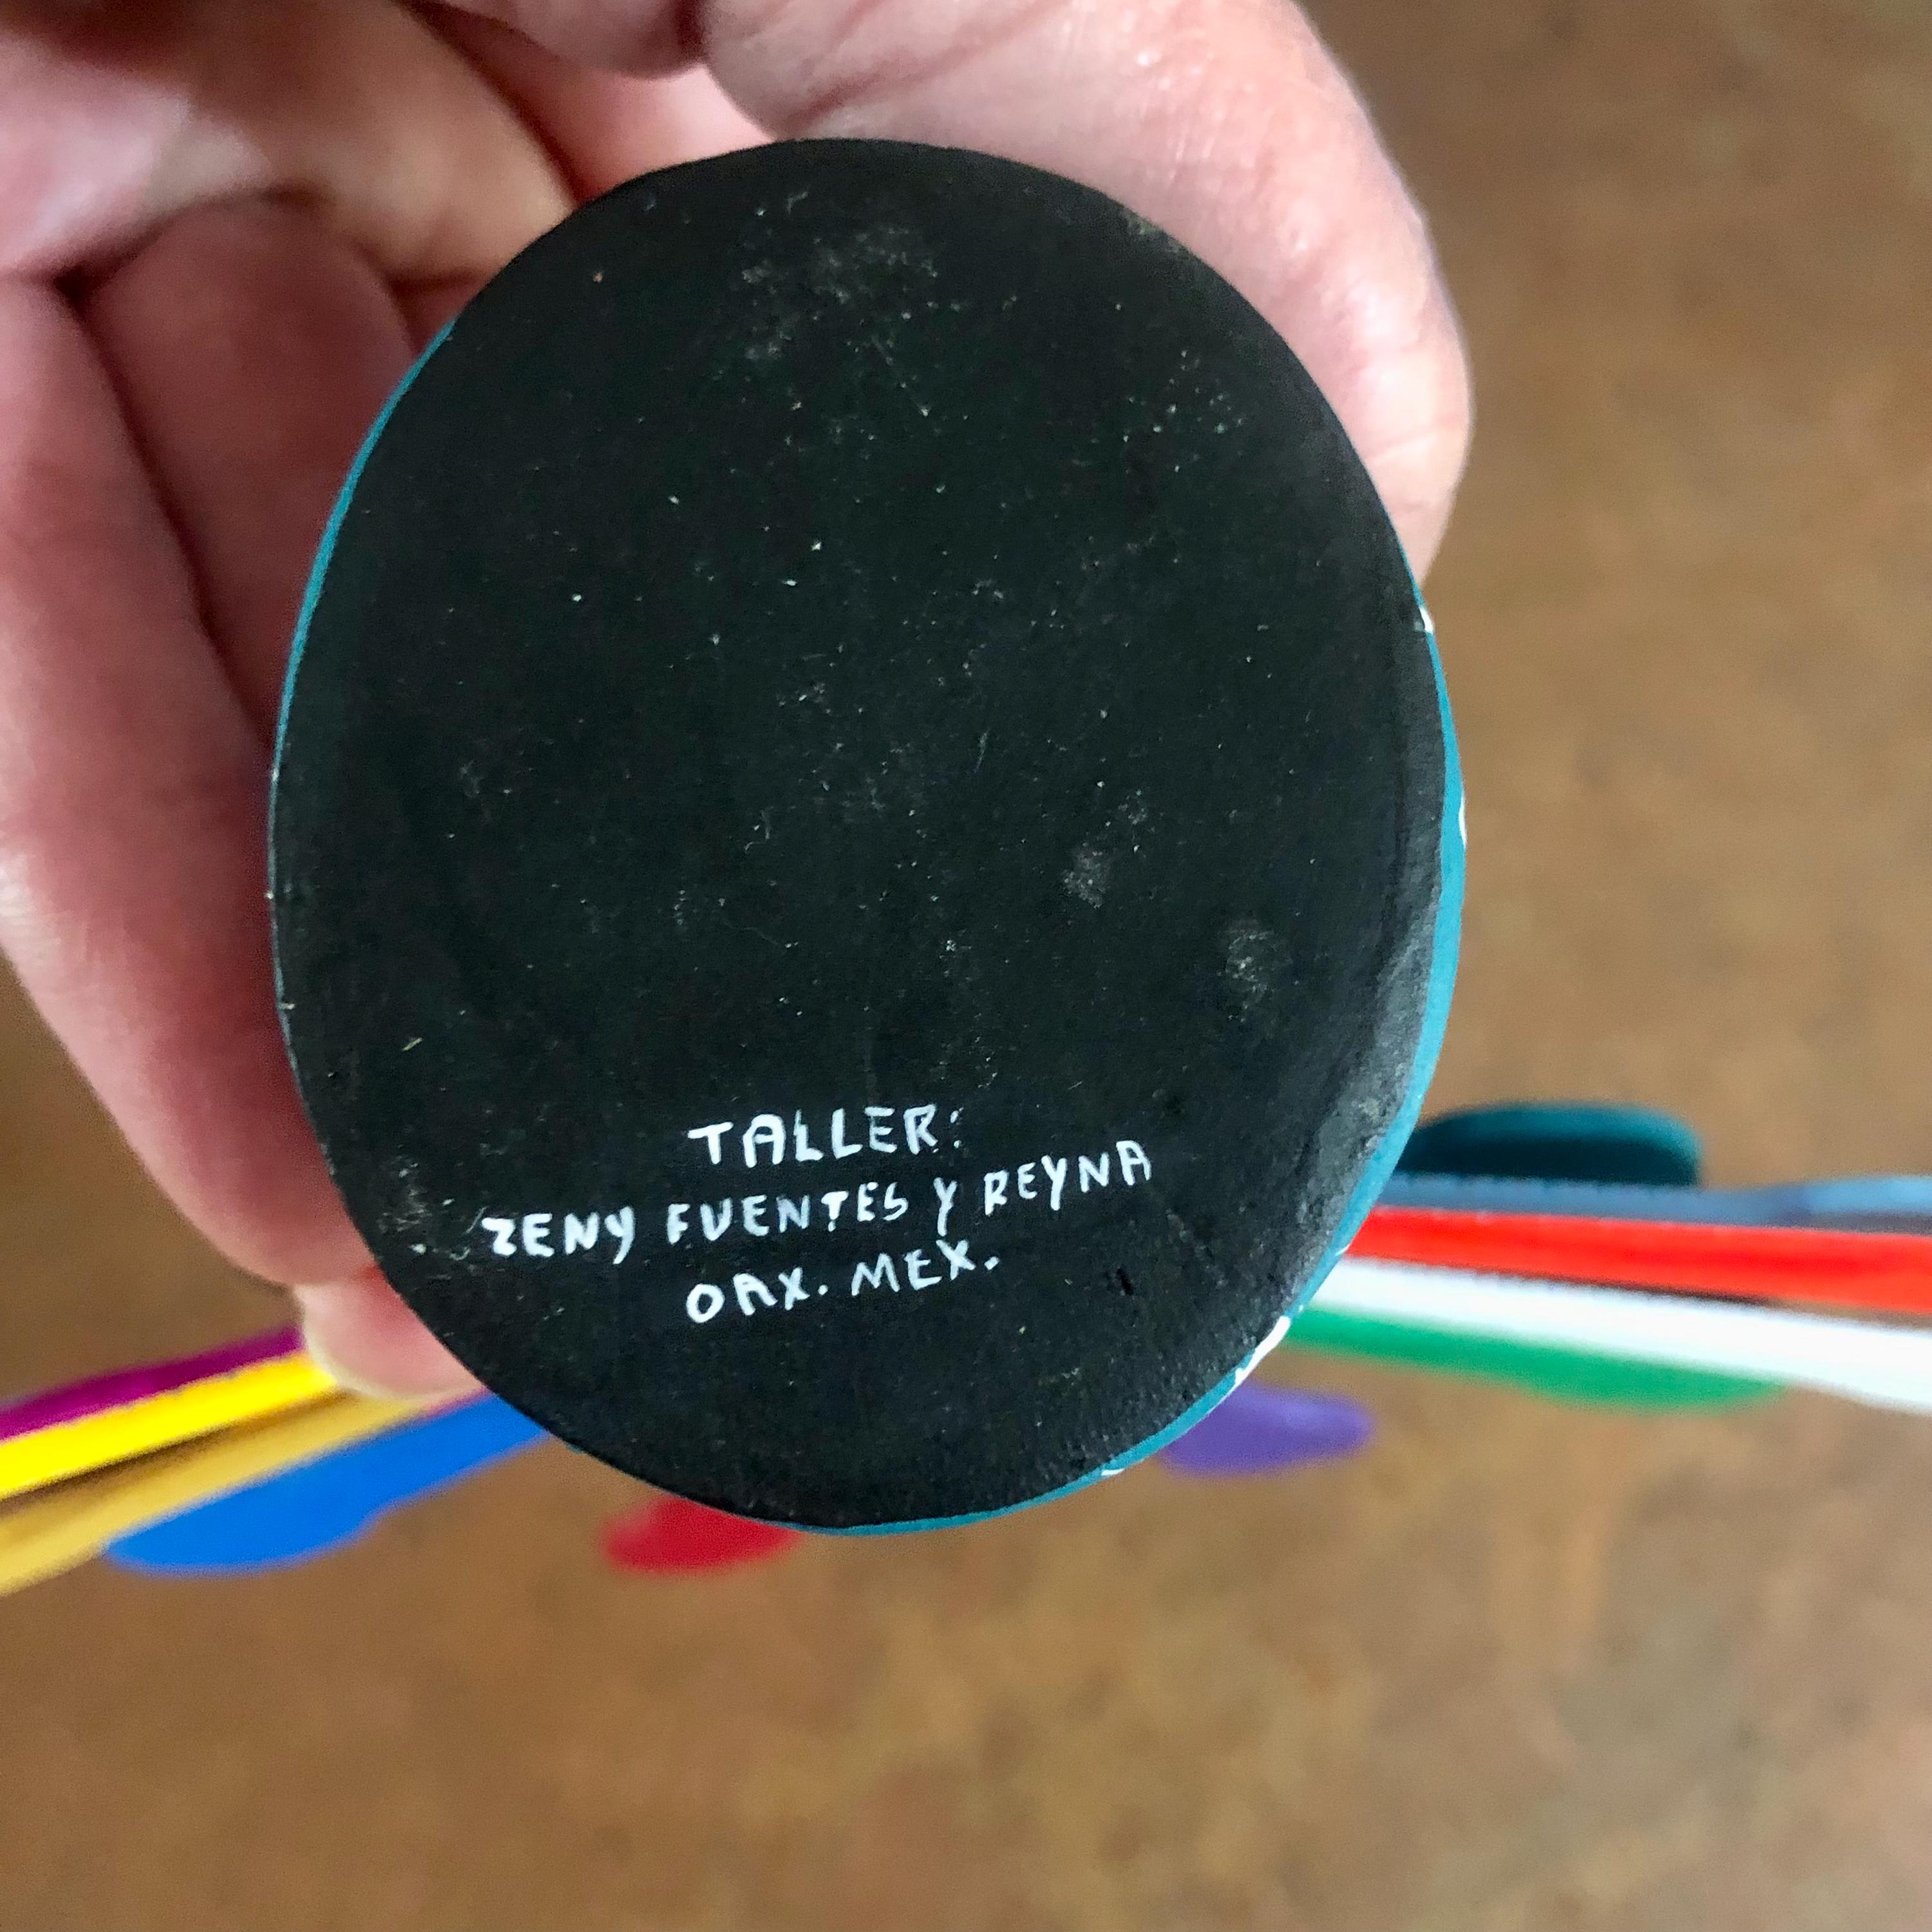 TALLER:
ZENY FUENTES Y REYNA
OAX. MEX.